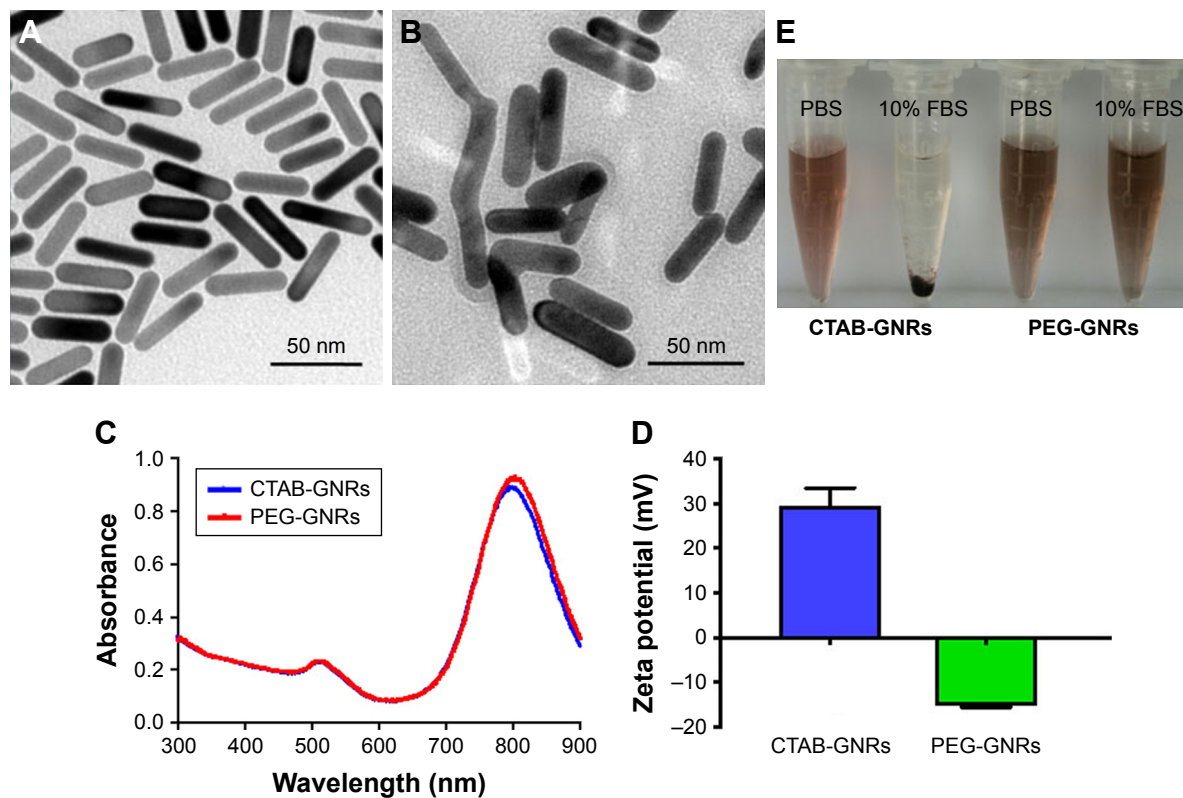 A
50 nm
B
50 nm
E
PBS 10% FBS PBS 10% FBS
CTAB-GNRs PEG-GNRs
C
1.0
0.8
0.6
0.4
0.2
0.0
Absorbance
CTAB-GNRs
PEG-GNRs
300 400 500 600 700 800 900
Wavelength (nm)
D
40
30
20
10
0
–10
–20
Zeta potential (mV)
CTAB-GNRs PEG-GNRs